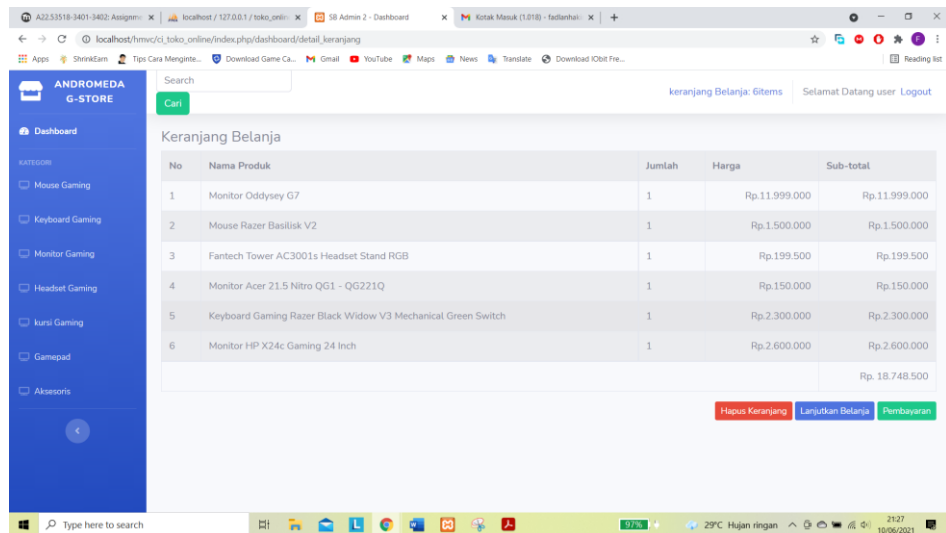 A22.53518-3401-3402: Assignme
localhost / 127.0.0.1 / toko_onlin
SB Admin 2 - Dashboard
Kotak Masuk (1.018) - fadlanhaki
localhost/hmvc/ci_toko_online/index.php/dashboard/detail_keranjang
Apps ShrinkEarn Tips Cara Menginte... Download Game Ca... Gmail YouTube Maps News Translate Download IObit Fre... Reading list
ANDROMEDA
G-STORE
Dashboard
KATEGORI
Mouse Gaming
Keyboard Gaming
Monitor Gaming
Headset Gaming
kursi Gaming
Gamepad
Aksesoris
Search
Cari
keranjang Belanja: 6items Selamat Datang user Logout
Keranjang Belanja
No Nama Produk Jumlah Harga Sub-total
1 Monitor Oddysey G7 1 Rp.11.999.000 Rp.11.999.000
2 Mouse Razer Basilisk V2 1 Rp.1.500.000 Rp.1.500.000
3 Fantech Tower AC3001s Headset Stand RGB 1 Rp.199.500 Rp.199.500
4 Monitor Acer 21.5 Nitro QG1 - QG221Q 1 Rp.150.000 Rp.150.000
5 Keyboard Gaming Razer Black Widow V3 Mechanical Green Switch 1 Rp.2.300.000 Rp.2.300.000
6 Monitor HP X24c Gaming 24 Inch 1 Rp.2.600.000 Rp.2.600.000
Rp. 18.748.500
Hapus Keranjang Lanjutkan Belanja Pembayaran
Type here to search
97%
29°C Hujan ringan
21:27
10/06/2021